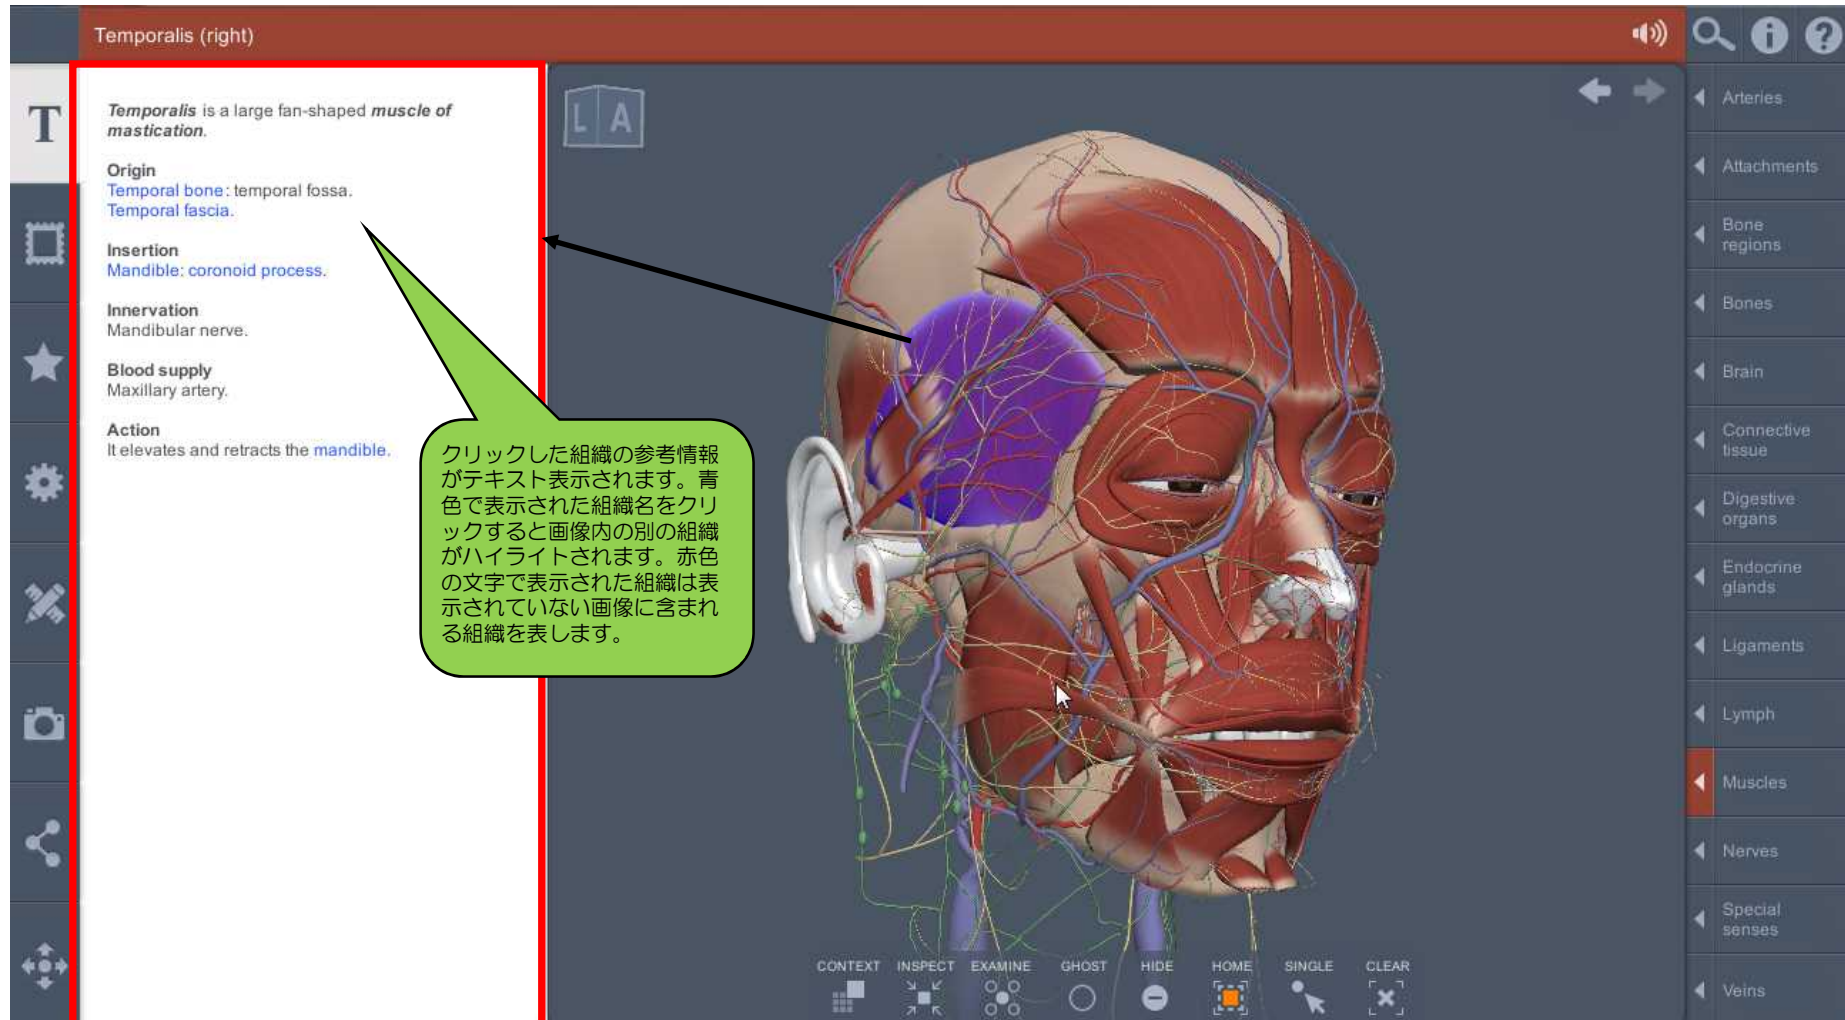 Temporalis (right)
T
Temporalis is a large fan-shaped muscle of
mastication.
Origin
Temporal bone: temporal fossa.
Temporal fascia.
Insertion
Mandible: coronoid process.
Innervation
Mandibular nerve.
Blood supply
Maxillary artery.
Action
It elevates and retracts the mandible.
クリックした組織の参考情報
がテキスト表示されます。青
色で表示された組織名をクリ
ックすると画像内の別の組織
がハイライトされます。赤色
の文字で表示された組織は表
示されていない画像に含まれ
る組織を表します。
L A
CONTEXT INSPECT EXAMINE GHOST HIDE HOME SINGLE CLEAR
Arteries
Attachments
Bone
regions
Bones
Brain
Connective
tissue
Digestive
organs
Endocrine
glands
Ligaments
Lymph
Muscles
Nerves
Special
senses
Veins